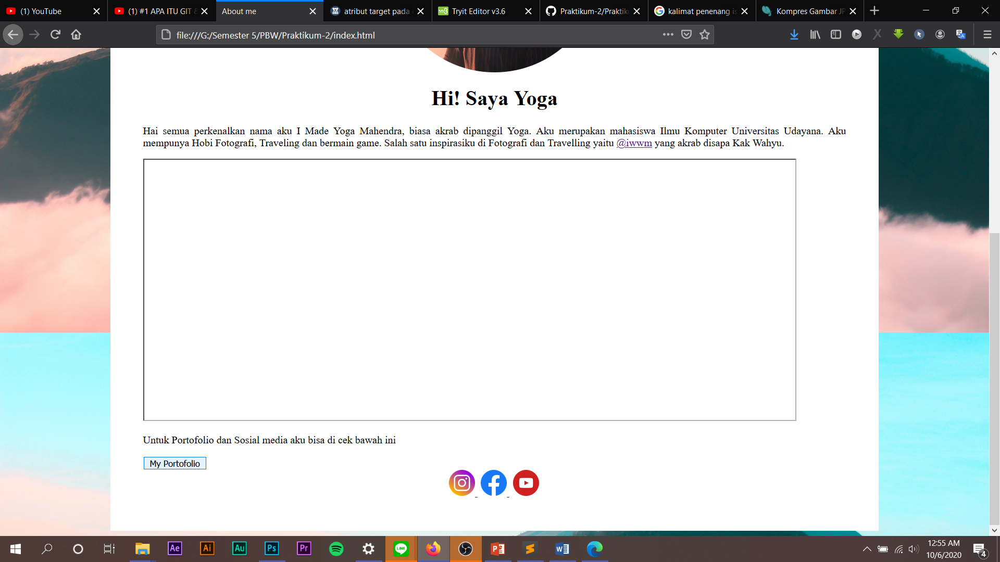 (1) YouTube
(1) #1 APA ITU GIT &
About me
atribut target pada
Tryit Editor v3.6
Praktikum-2/Praktik
kalimat penenang is
Kompres Gambar JP
file:///G:/Semester 5/PBW/Praktikum-2/index.html
Hi! Saya Yoga
Hai semua perkenalkan nama aku I Made Yoga Mahendra, biasa akrab dipanggil Yoga. Aku merupakan mahasiswa Ilmu Komputer Universitas Udayana. Aku
mempunya Hobi Fotografi, Traveling dan bermain game. Salah satu inspirasiku di Fotografi dan Travelling yaitu @iwwm yang akrab disapa Kak Wahyu.
Untuk Portofolio dan Sosial media aku bisa di cek bawah ini
My Portofolio
Ae
Ai
Au
Ps
Pr
LINE
12:55 AM
10/6/2020
4